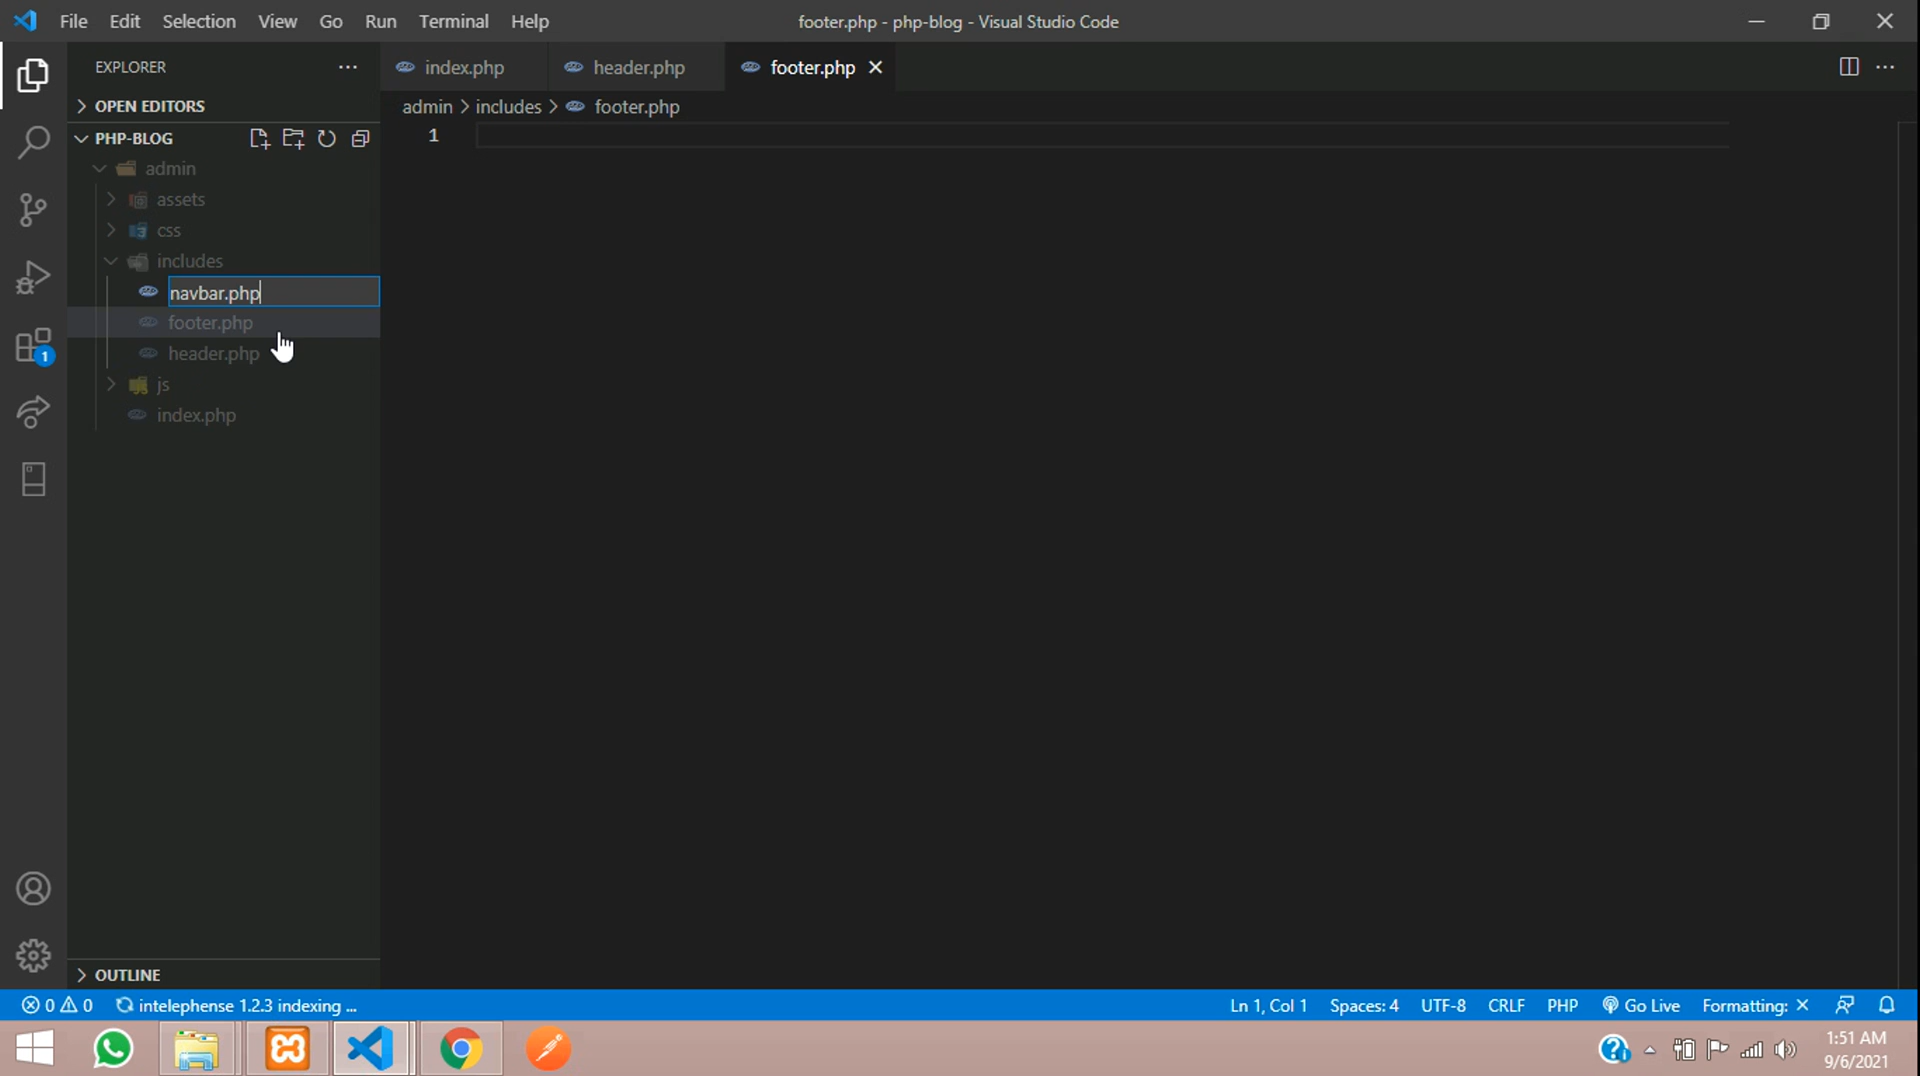 File Edit Selection View Go Run Terminal Help
footer.php - php-blog - Visual Studio Code
EXPLORER
index.php
header.php
footer.php
OPEN EDITORS
admin > includes > footer.php
PHP-BLOG
1
admin
assets
css
includes
navbar.php
footer.php
header.php
js
index.php
1
OUTLINE
0 0 intelephense 1.2.3 indexing ...
Ln 1, Col 1 Spaces: 4 UTF-8 CRLF PHP Go Live Formatting: ×
1:51 AM
9/6/2021